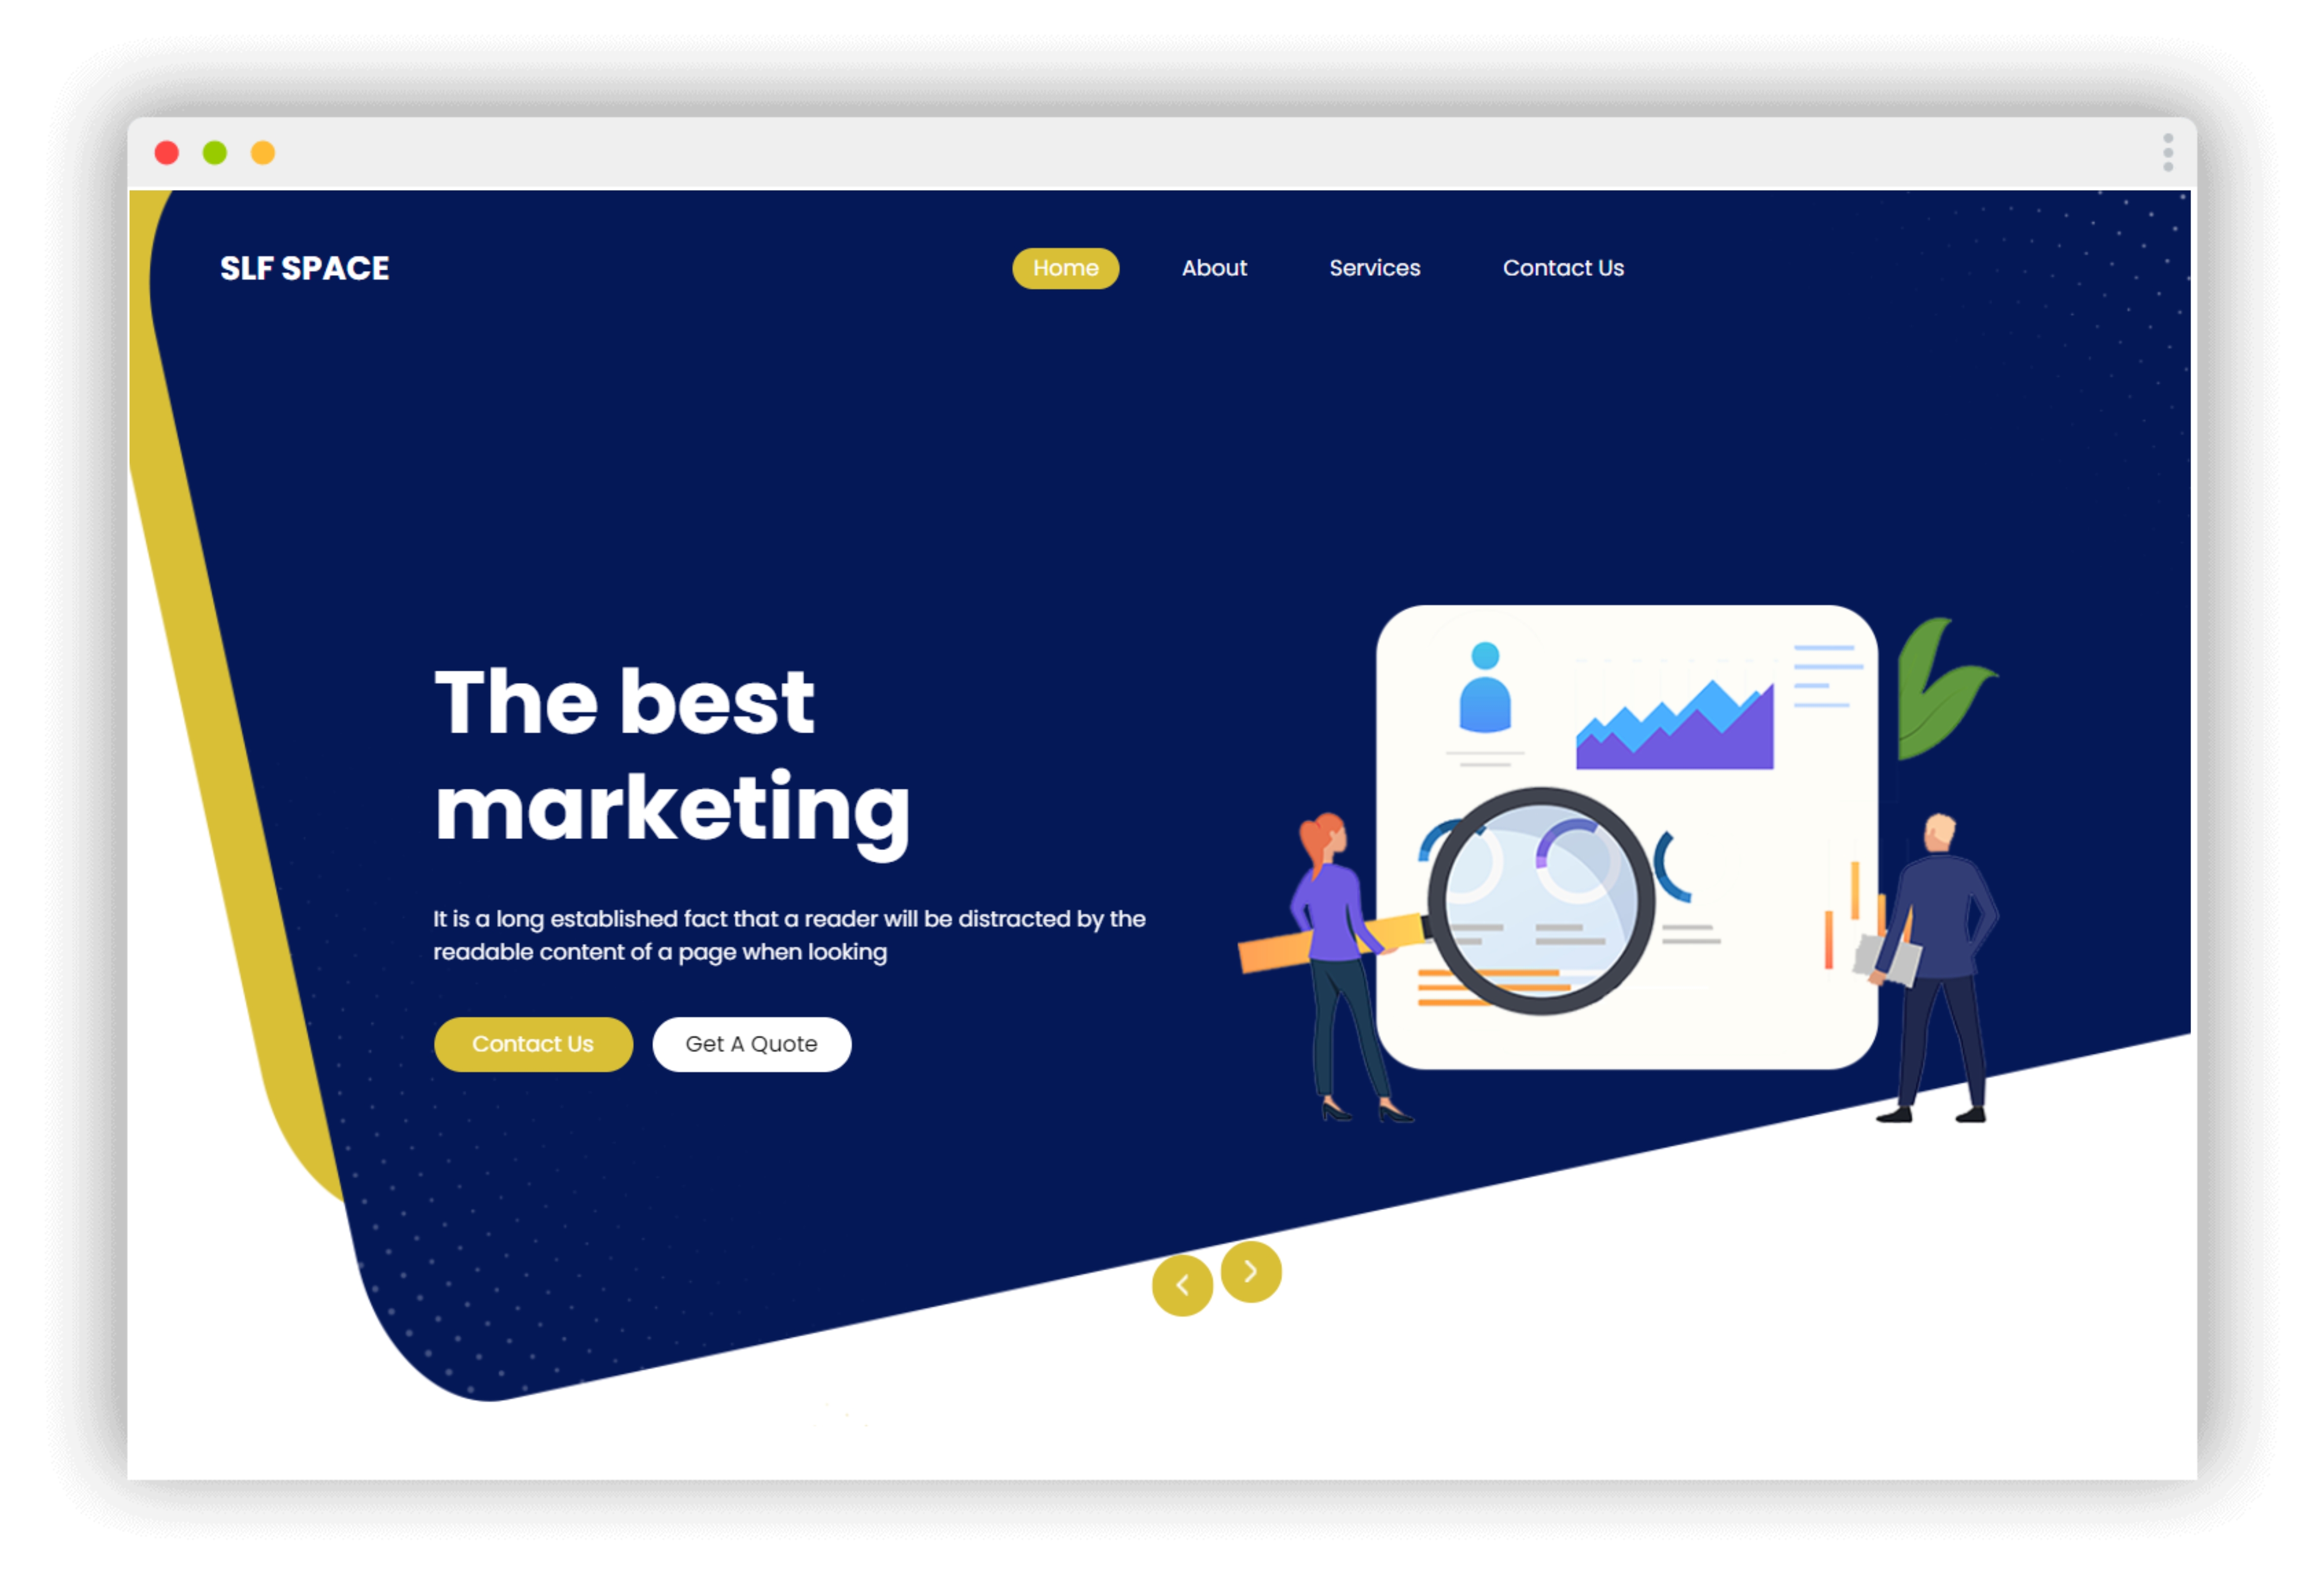 SLF SPACE
Home About Services Contact Us
The best
marketing
It is a long established fact that a reader will be distracted by the
readable content of a page when looking
Contact Us Get A Quote